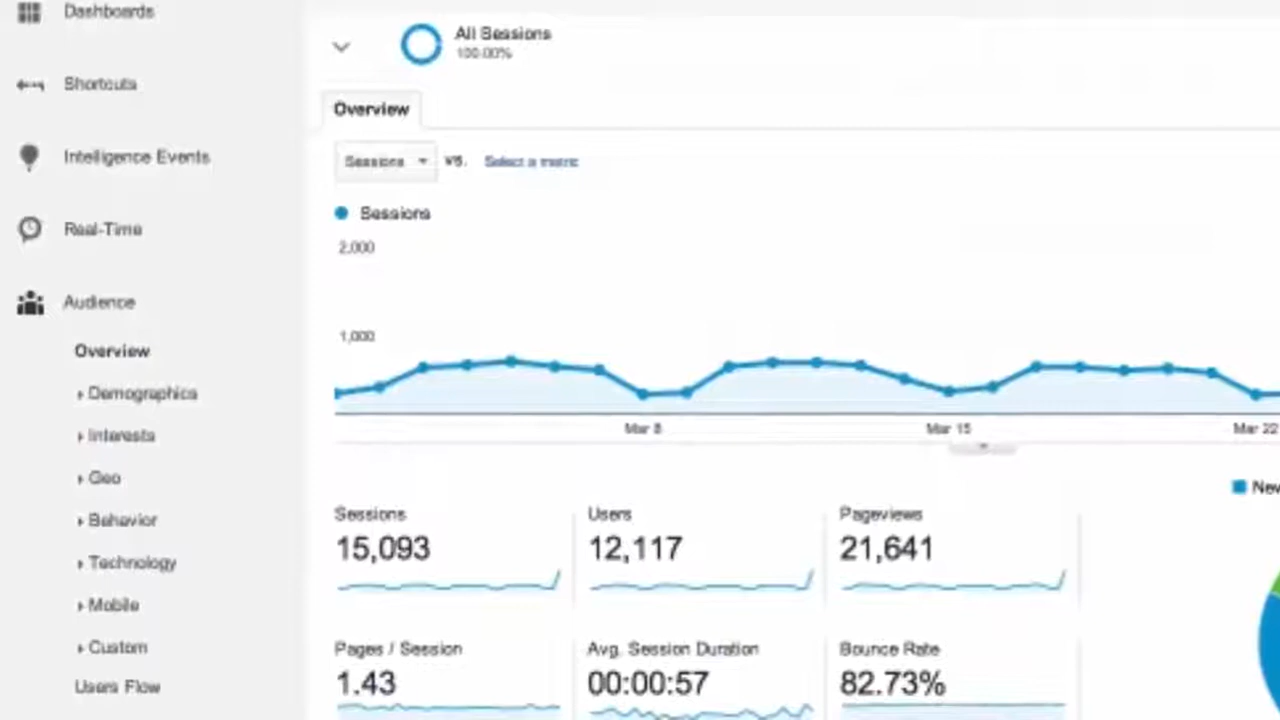 Dashboards
Shortcuts
Intelligence Events
Real-Time
Audience
Overview
Demographics
Interests
Geo
Behavior
Technology
Mobile
Custom
Users Flow
All Sessions
100.00%
Overview
Sessions vs. Select a metric
Sessions
2,000
1,000
Mar 8 Mar 15 Mar 22
New
Sessions Users Pageviews
15,093 12,117 21,641
Pages / Session Avg. Session Duration Bounce Rate
1.43 00:00:57 82.73%